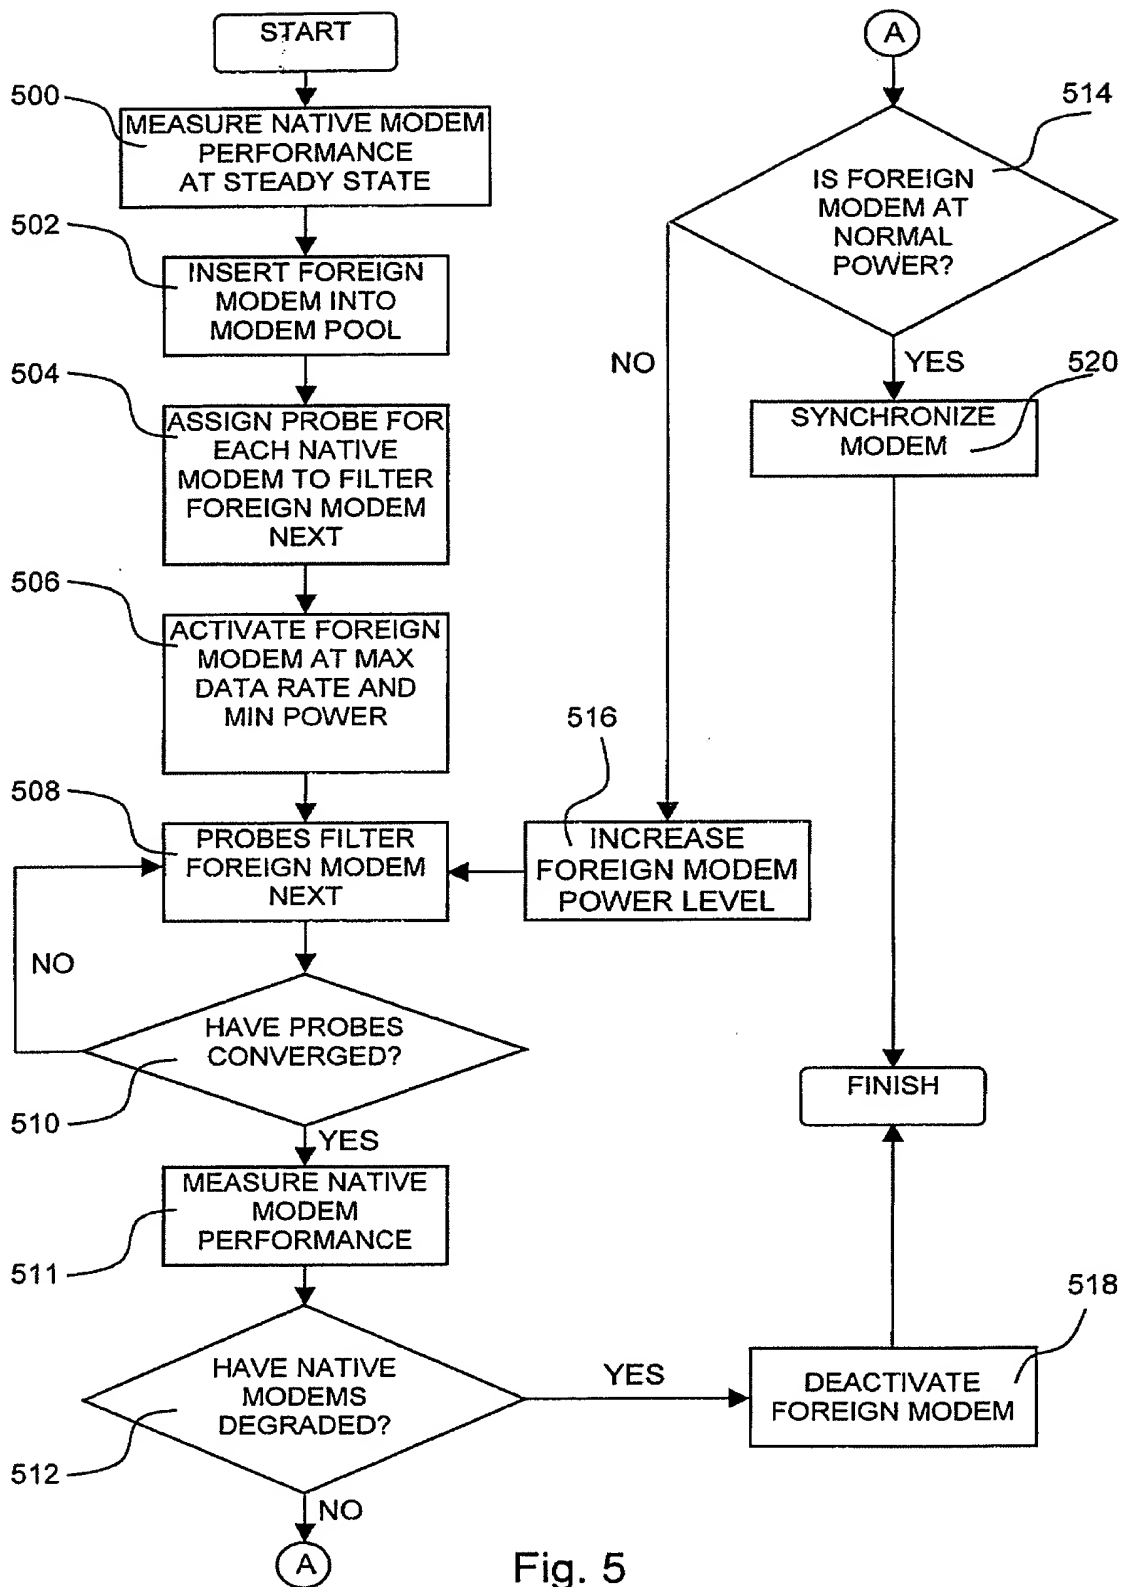 START
500
MEASURE NATIVE MODEM
PERFORMANCE
AT STEADY STATE
502
INSERT FOREIGN
MODEM INTO
MODEM POOL
504
ASSIGN PROBE FOR
EACH NATIVE
MODEM TO FILTER
FOREIGN MODEM
NEXT
506
ACTIVATE FOREIGN
MODEM AT MAX
DATA RATE AND
MIN POWER
508
PROBES FILTER
FOREIGN MODEM
NEXT
NO
HAVE PROBES
CONVERGED?
510
YES
MEASURE NATIVE
MODEM
PERFORMANCE
511
HAVE NATIVE
MODEMS
DEGRADED?
512
YES
NO
A
A
514
IS FOREIGN
MODEM AT
NORMAL
POWER?
NO
YES
520
SYNCHRONIZE
MODEM
516
INCREASE
FOREIGN MODEM
POWER LEVEL
FINISH
518
DEACTIVATE
FOREIGN MODEM
Fig. 5